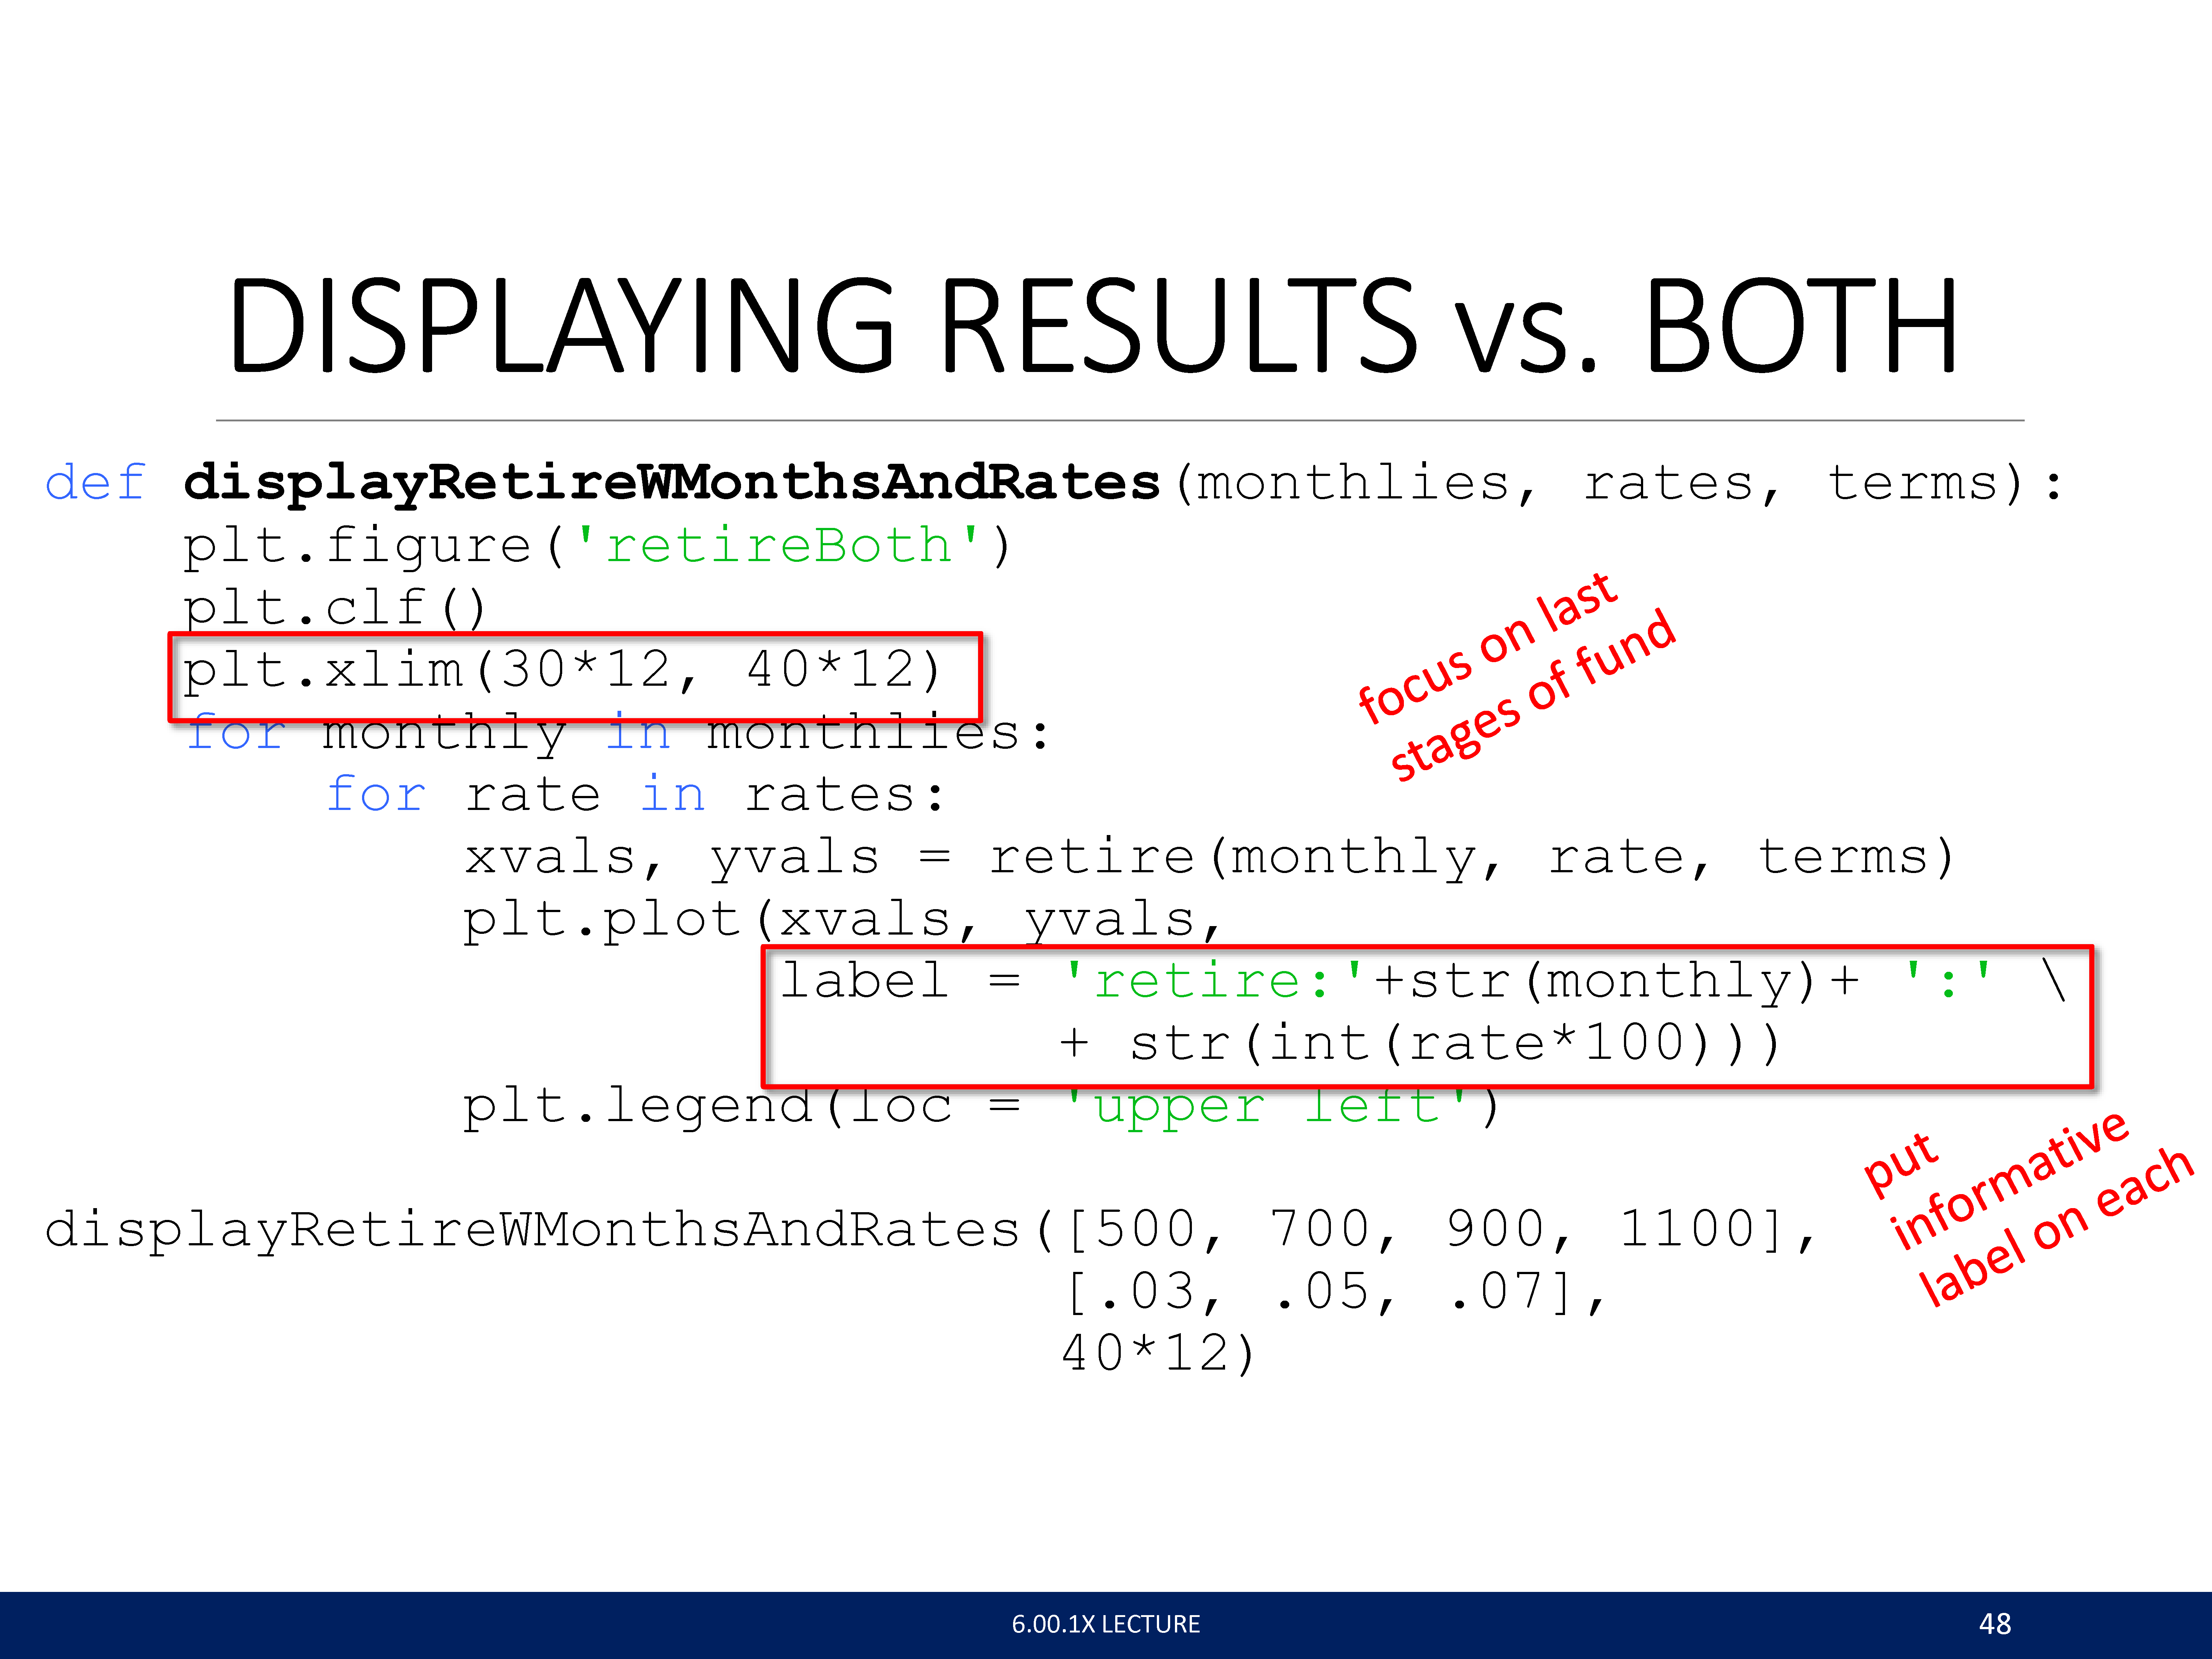 DISPLAYING RESULTS vs. BOTH
def displayRetireWMonthsAndRates(monthlies, rates, terms):
    plt.figure('retireBoth')
    plt.clf()
    plt.xlim(30*12, 40*12)
    for monthly in monthlies:
        for rate in rates:
            xvals, yvals = retire(monthly, rate, terms)
            plt.plot(xvals, yvals,
                     label = 'retire:'+str(monthly)+ ':' \
                             + str(int(rate*100)))
            plt.legend(loc = 'upper left')
focus on last
stages of fund
put
informative
label on each
displayRetireWMonthsAndRates([500, 700, 900, 1100],
                             [.03, .05, .07],
                             40*12)
6.00.1X LECTURE
48